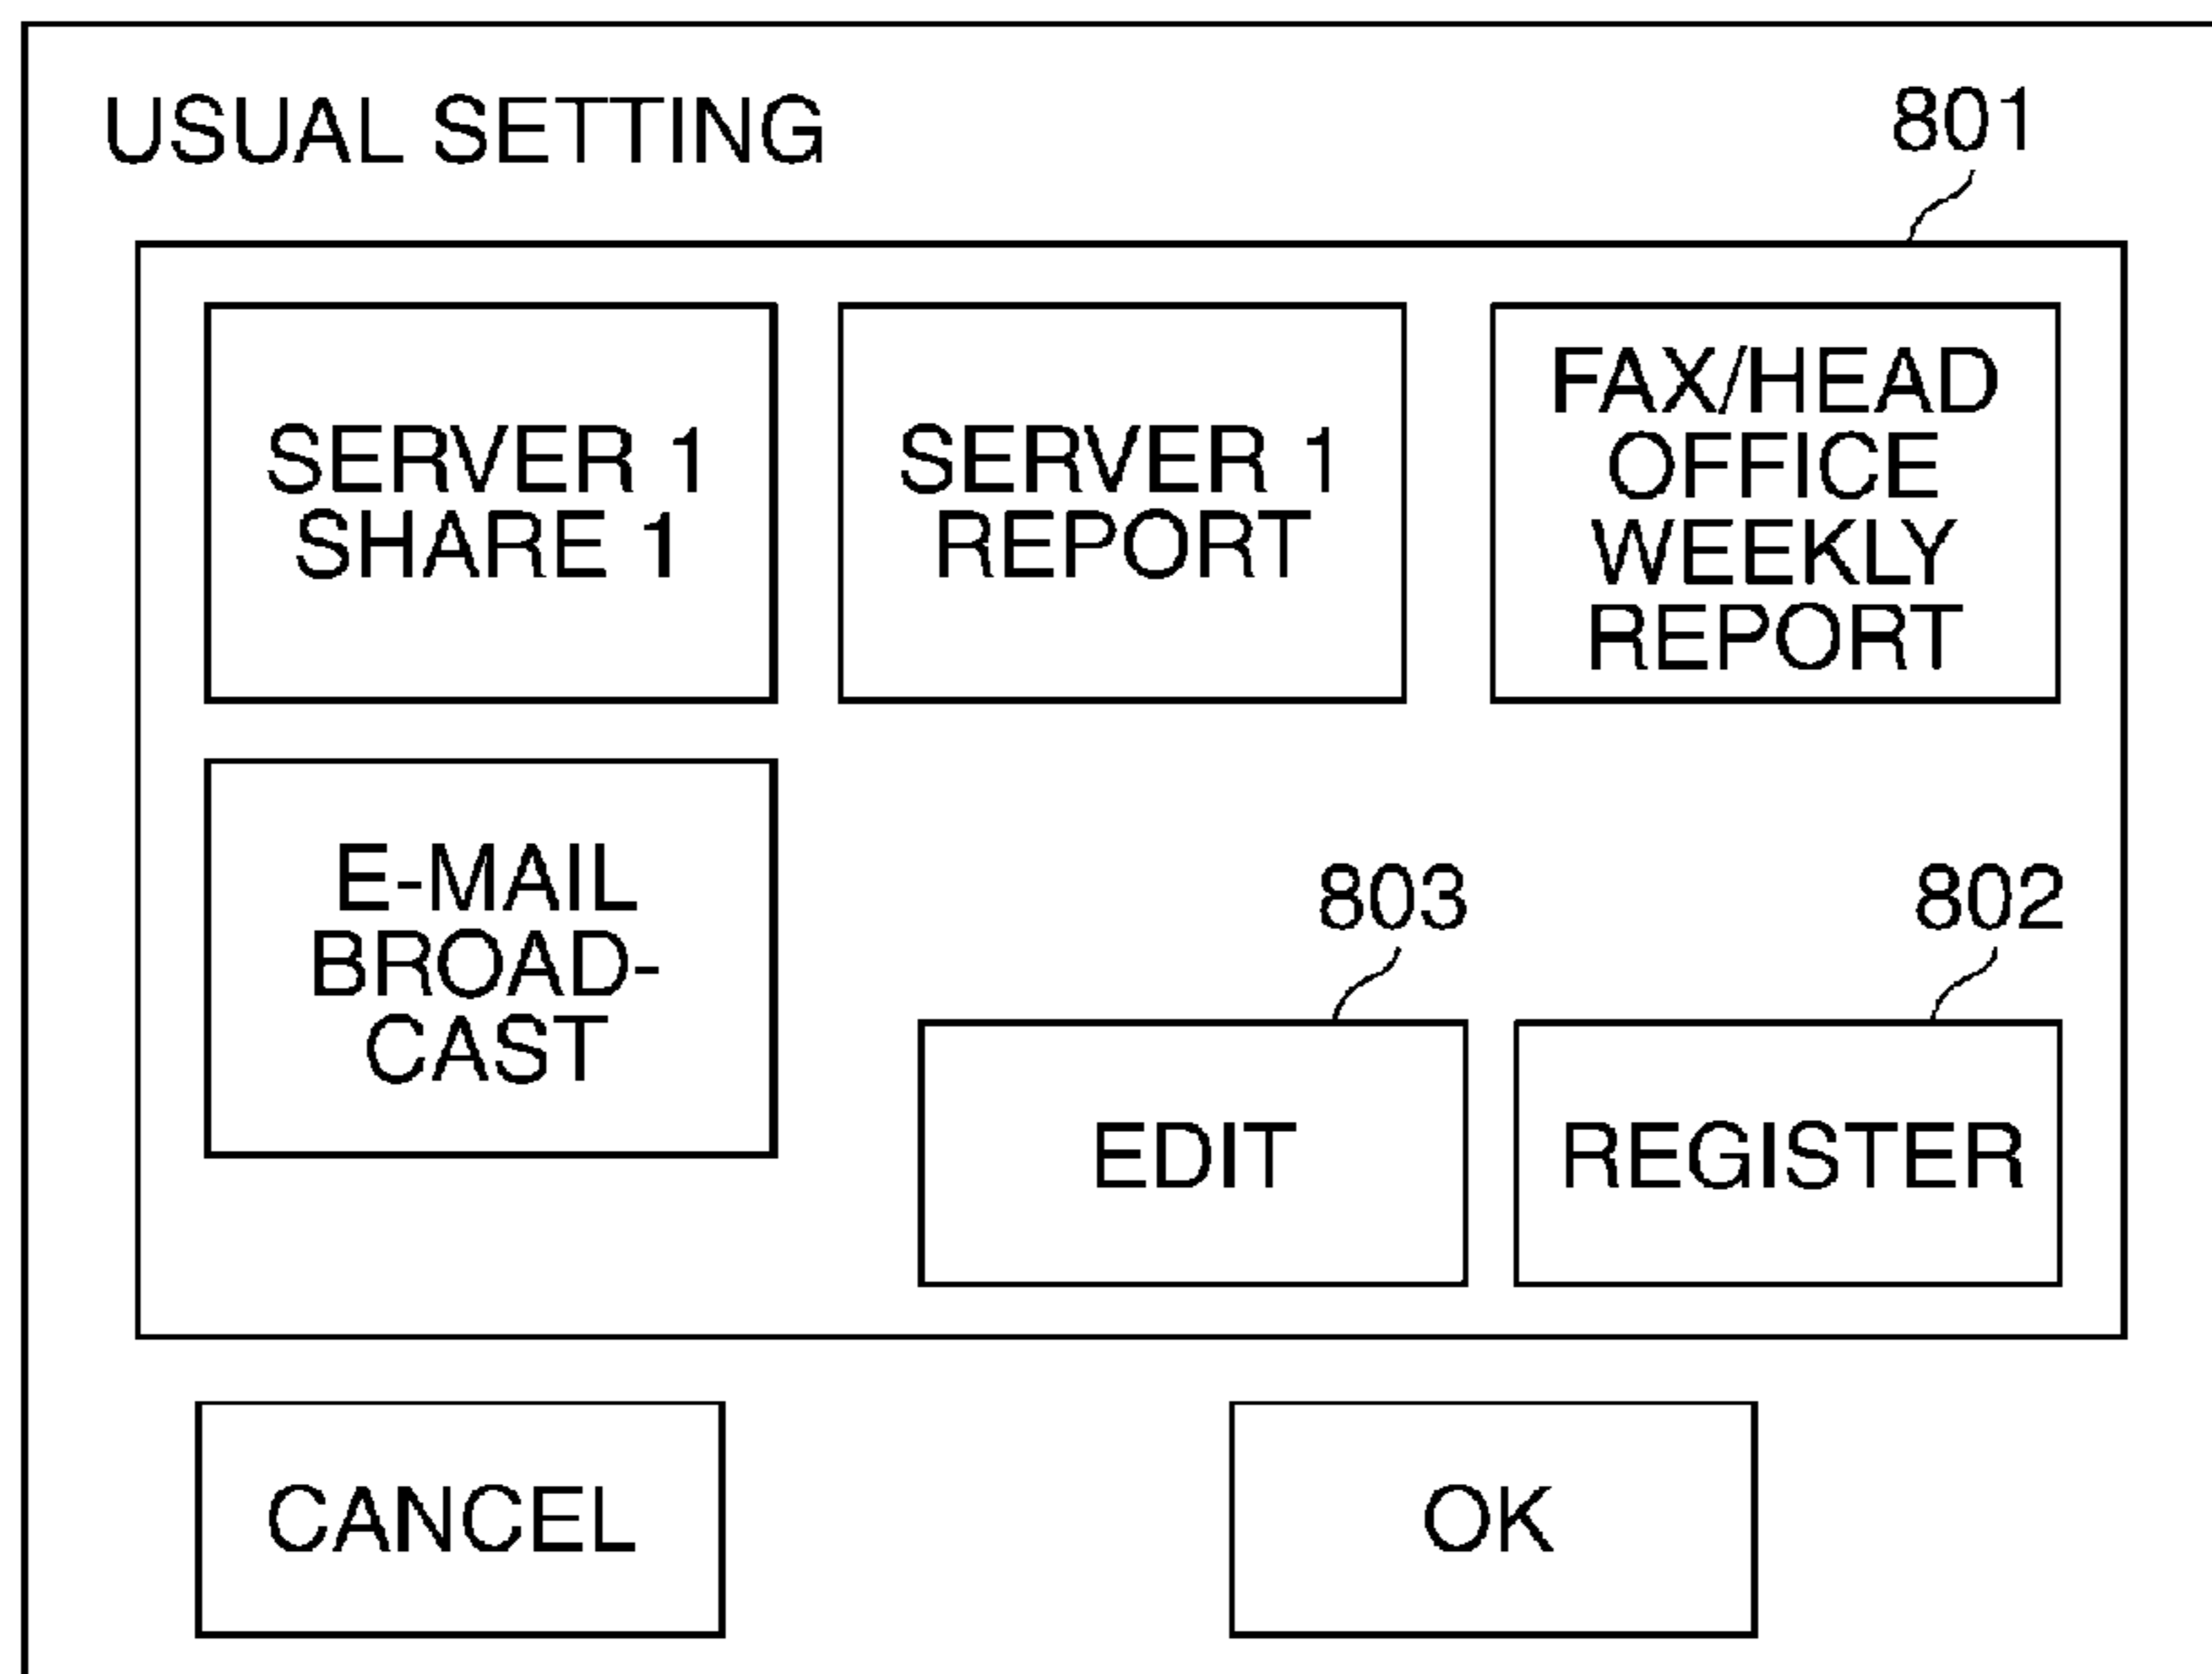 USUAL SETTING
801
SERVER 1
SHARE 1
SERVER 1
REPORT
FAX/HEAD
OFFICE
WEEKLY
REPORT
E-MAIL
BROAD-
CAST
803
802
EDIT
REGISTER
CANCEL
OK